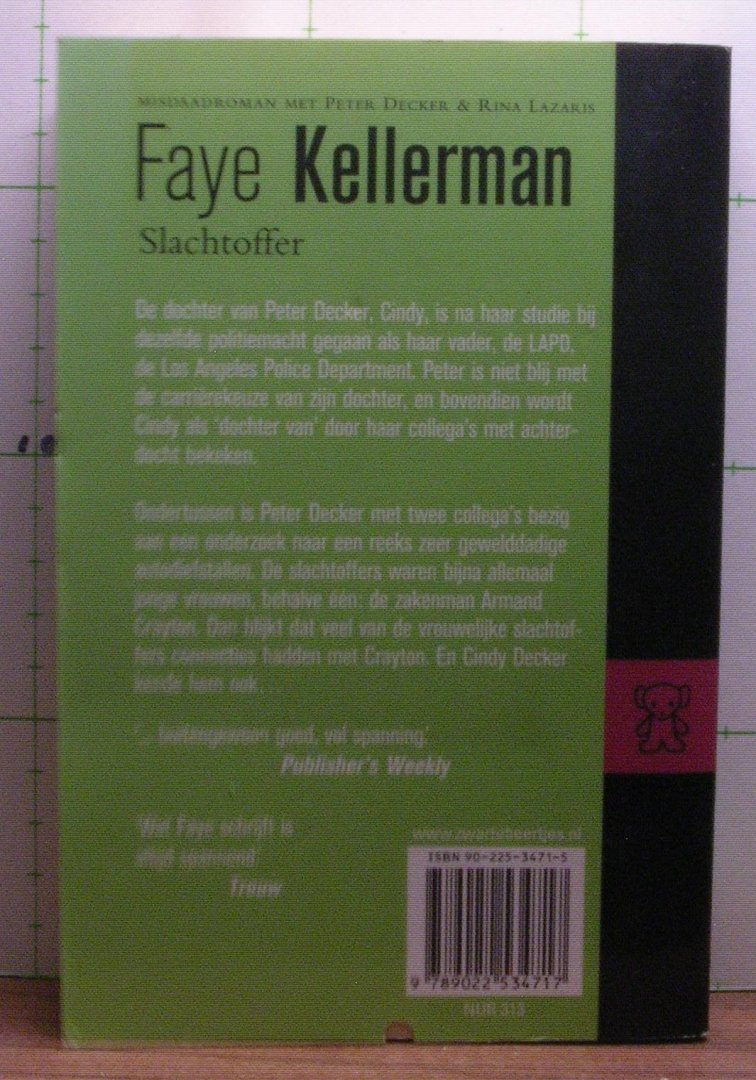 MISDAADROMAN MET PETER DECKER & RINA LAZARIS
Faye Kellerman
Slachtoffer
De dochter van Peter Decker, Cindy, is na haar studie bij
dezelfde politiemacht gegaan als haar vader, de LAPD,
de Los Angeles Police Department. Peter is niet blij met
de carrièrekeuze van zijn dochter, en bovendien wordt
Cindy als 'dochter van' door haar collega's met achter-
docht bekeken.
Ondertussen is Peter Decker met twee collega's bezig
aan een onderzoek naar een reeks zeer gewelddadige
autodiefstallen. De slachtoffers waren bijna allemaal
jonge vrouwen, behalve één: de zakenman Armand
Crayton. Dan blijkt dat veel van de vrouwelijke slachtof-
fers connecties hadden met Crayton. En Cindy Decker
kende hem ook...
'... goed, vol spanning'
Publisher's Weekly
'Wat Faye schrijft is
altijd spannend'
Trouw
www.zwartebeertjes.nl
ISBN 90-225-3471-5
9 789022 534717
NUR 313
10